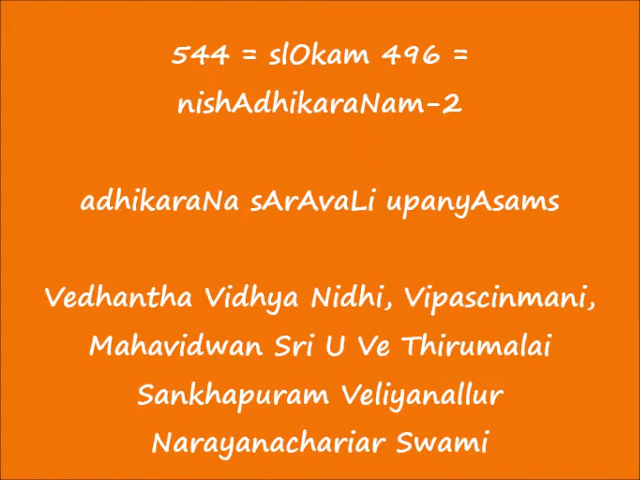 544 = slOkam 496 =
nishAdhikaraNam-2
adhikaraNa sArAvaLi upanyAsams
Vedhantha Vidhya Nidhi, Vipascinmani,
Mahavidwan Sri U Ve Thirumalai
Sankhapuram Veliyanallur
Narayanachariar Swami